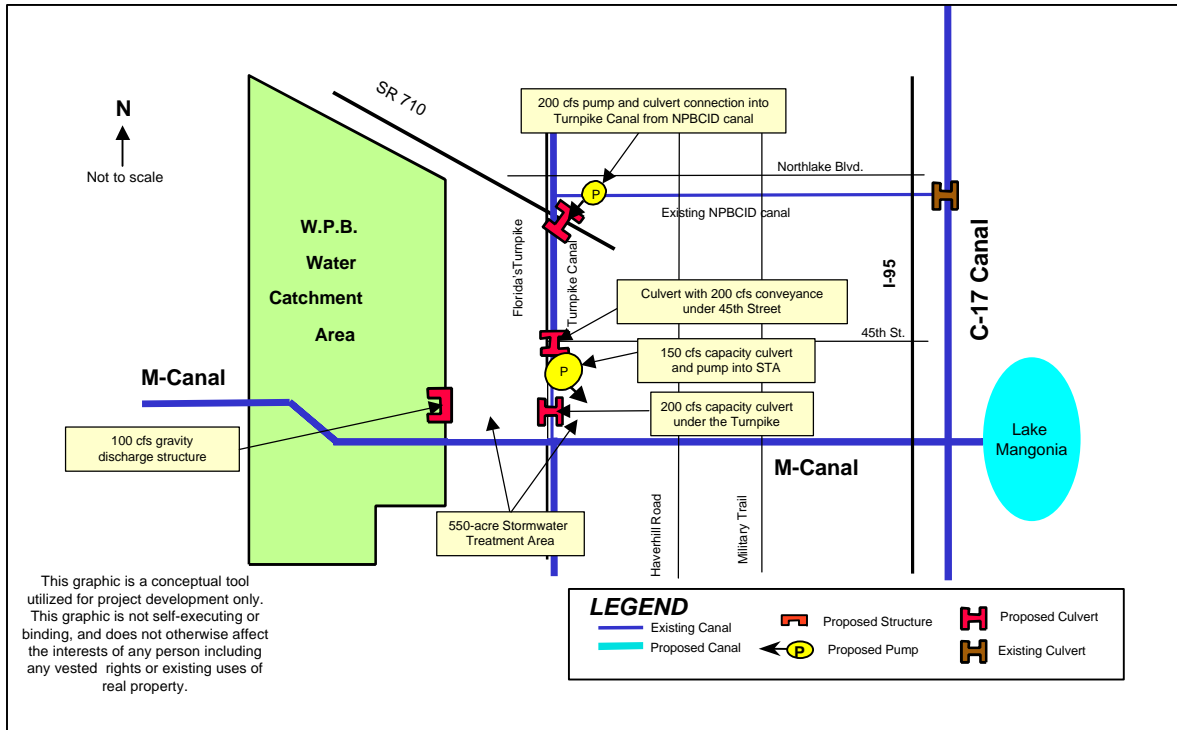 N
Not to scale
SR 710
200 cfs pump and culvert connection into
Turnpike Canal from NPBCID canal
Northlake Blvd.
P
Existing NPBCID canal
W.P.B.
Water
Catchment
Area
Florida'sTurnpike
Turnpike Canal
I-95
C-17 Canal
Culvert with 200 cfs conveyance
under 45th Street
45th St.
P
150 cfs capacity culvert
and pump into STA
M-Canal
200 cfs capacity culvert
under the Turnpike
100 cfs gravity
discharge structure
Lake
Mangonia
M-Canal
550-acre Stormwater
Treatment Area
Haverhill Road
Military Trail
This graphic is a conceptual tool
utilized for project development only.
This graphic is not self-executing or
binding, and does not otherwise affect
the interests of any person including
any vested rights or existing uses of
real property.
LEGEND
Existing Canal
Proposed Canal
Proposed Structure
P
Proposed Pump
Proposed Culvert
Existing Culvert